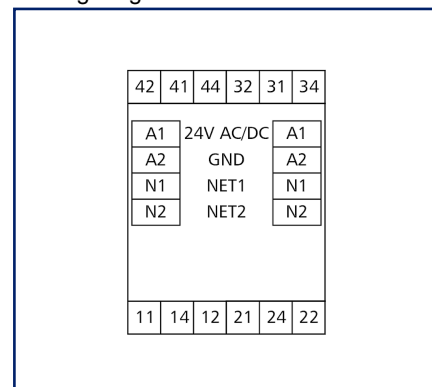 42 41 44 32 31 34
A1 24V AC/DC A1
A2 GND A2
N1 NET1 N1
N2 NET2 N2
11 14 12 21 24 22